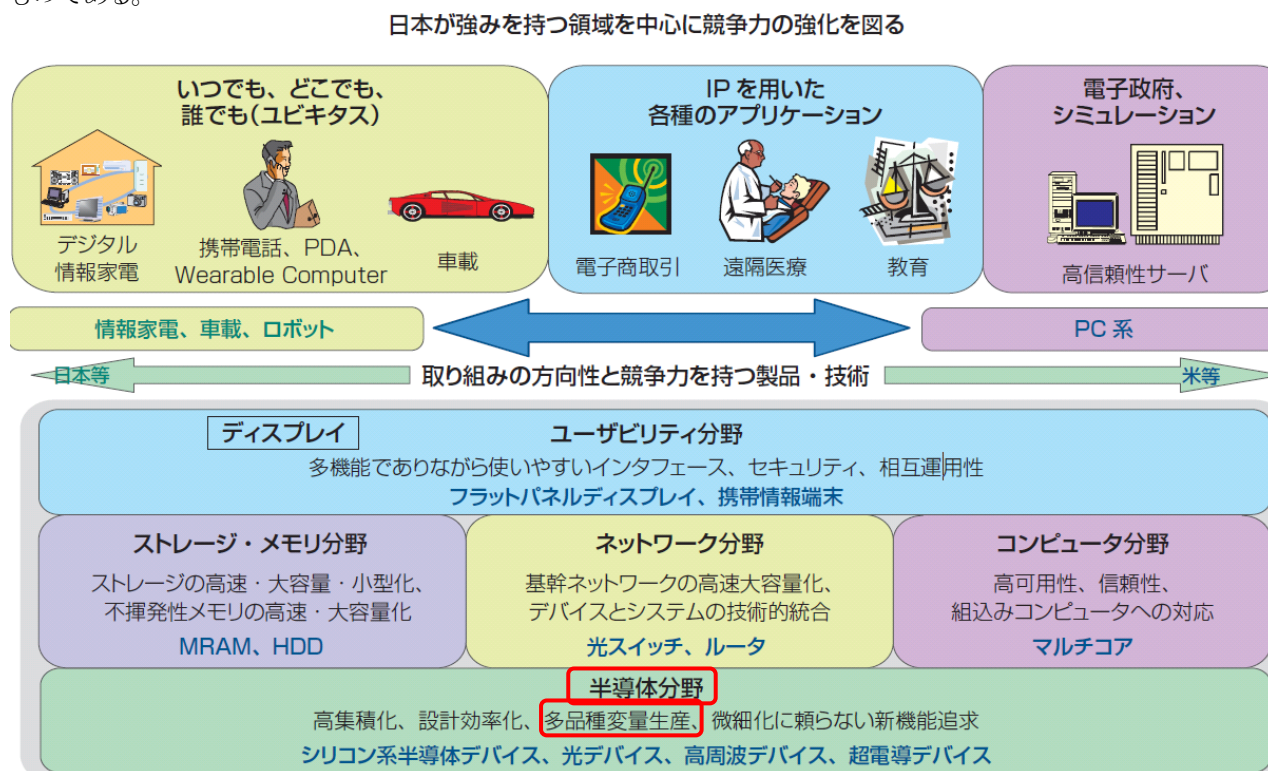 ものである。
日本が強みを持つ領域を中心に競争力の強化を図る
いつでも、どこでも、
誰でも(ユビキタス)
デジタル
情報家電
携帯電話、PDA、
Wearable Computer
車載
IP を用いた
各種のアプリケーション
電子商取引
遠隔医療
教育
電子政府、
シミュレーション
高信頼性サーバ
情報家電、車載、ロボット
PC 系
日本等
取り組みの方向性と競争力を持つ製品・技術
米等
ディスプレイ
ユーザビリティ分野
多機能でありながら使いやすいインタフェース、セキュリティ、相互運用性
フラットパネルディスプレイ、携帯情報端末
ストレージ・メモリ分野
ストレージの高速・大容量・小型化、
不揮発性メモリの高速・大容量化
MRAM、HDD
ネットワーク分野
基幹ネットワークの高速大容量化、
デバイスとシステムの技術的統合
光スイッチ、ルータ
コンピュータ分野
高可用性、信頼性、
組込みコンピュータへの対応
マルチコア
半導体分野
高集積化、設計効率化、多品種変量生産、微細化に頼らない新機能追求
シリコン系半導体デバイス、光デバイス、高周波デバイス、超電導デバイス